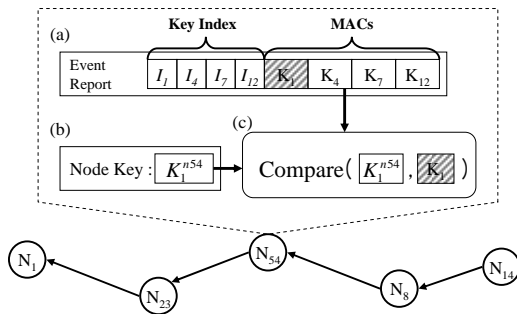 Key Index MACs
(a)
Event Report I₁ I₄ I₇ I₁₂ K₁ K₄ K₇ K₁₂
(b) (c)
Node Key : K₁ⁿ⁵⁴ Compare( K₁ⁿ⁵⁴ , K₁ )
N₁ N₂₃ N₅₄ N₈ N₁₄